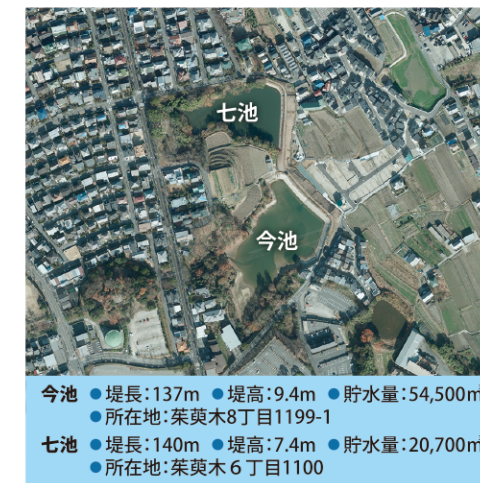 七池
今池
今池 ●堤長：137m ●堤高：9.4m ●貯水量：54,500㎥
●所在地：茱萸木8丁目1199-1
七池 ●堤長：140m ●堤高：7.4m ●貯水量：20,700㎥
●所在地：茱萸木６丁目1100